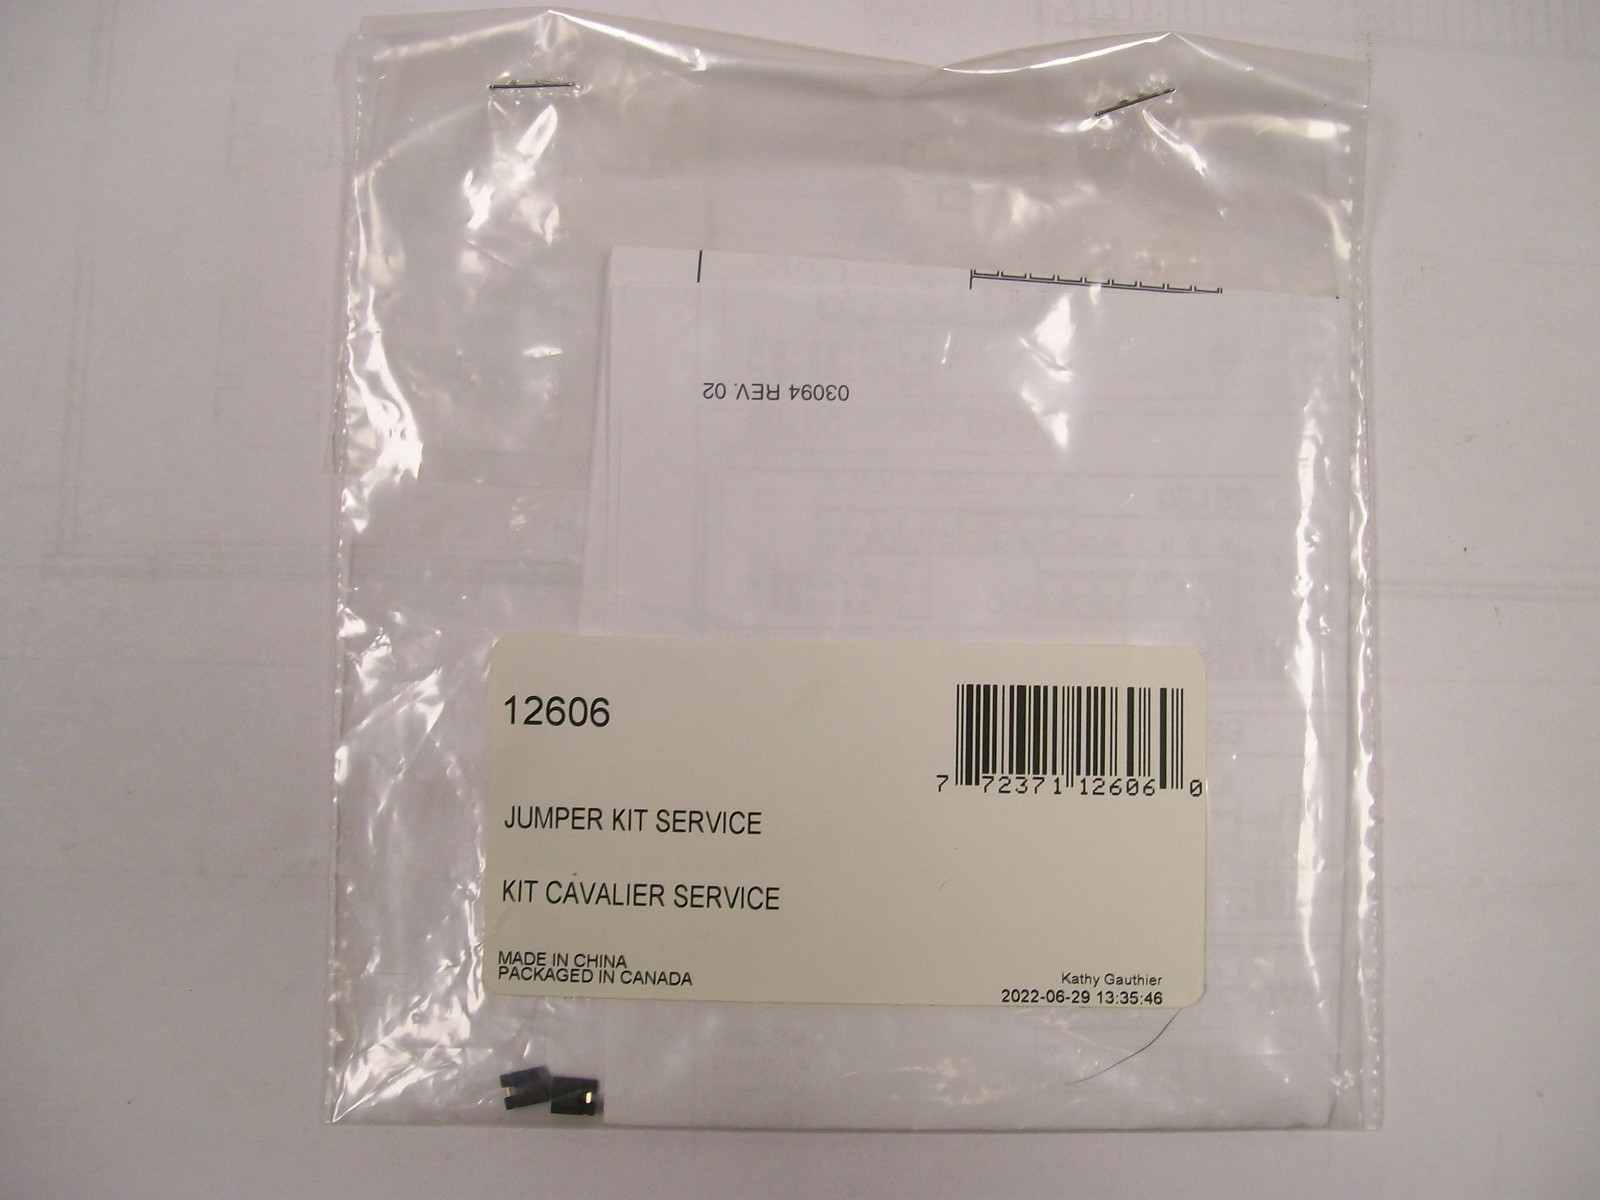 03094 REV. 02
12606
7 72371 12606 0
JUMPER KIT SERVICE
KIT CAVALIER SERVICE
MADE IN CHINA
PACKAGED IN CANADA
Kathy Gauthier
2022-06-29 13:35:46